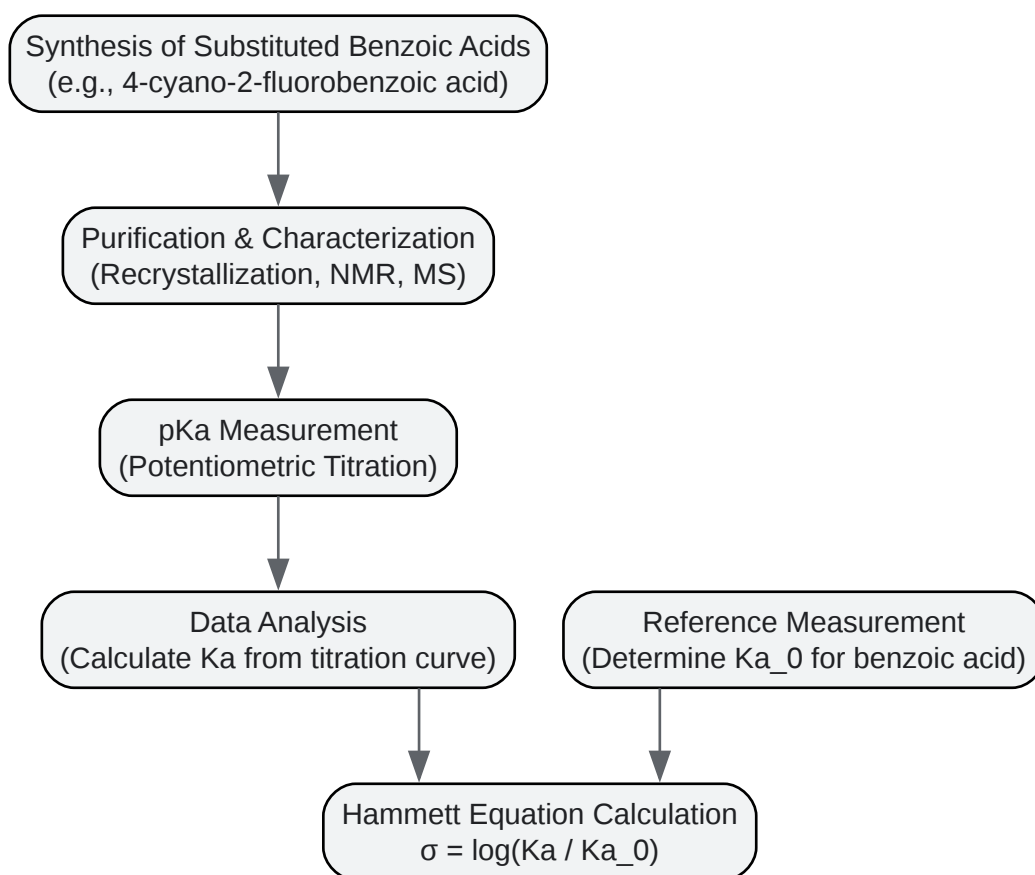 Synthesis of Substituted Benzoic Acids
(e.g., 4-cyano-2-fluorobenzoic acid)
Purification & Characterization
(Recrystallization, NMR, MS)
pKa Measurement
(Potentiometric Titration)
Data Analysis
(Calculate Ka from titration curve)
Reference Measurement
(Determine Ka_0 for benzoic acid)
Hammett Equation Calculation
σ = log(Ka / Ka_0)